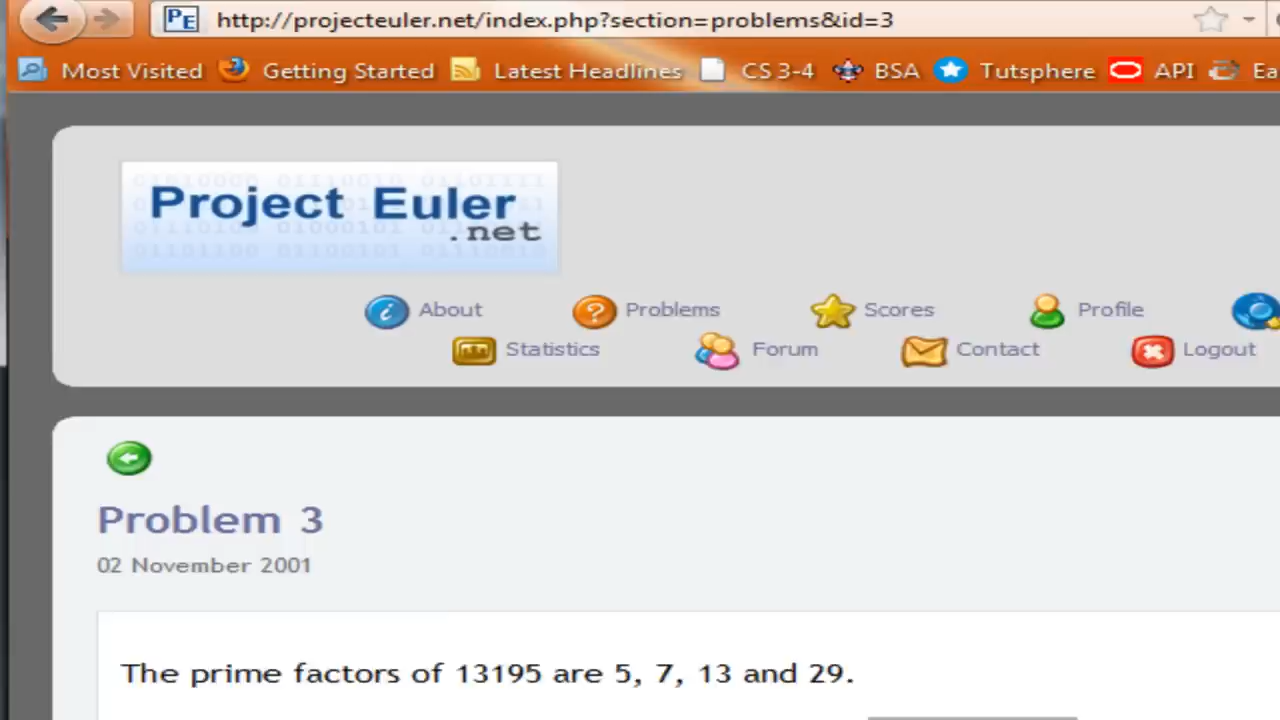 http://projecteuler.net/index.php?section=problems&id=3
Most Visited Getting Started Latest Headlines CS 3-4 BSA Tutsphere API Ea
Project Euler
.net
About Problems Scores Profile
Statistics Forum Contact Logout
Problem 3
02 November 2001
The prime factors of 13195 are 5, 7, 13 and 29.